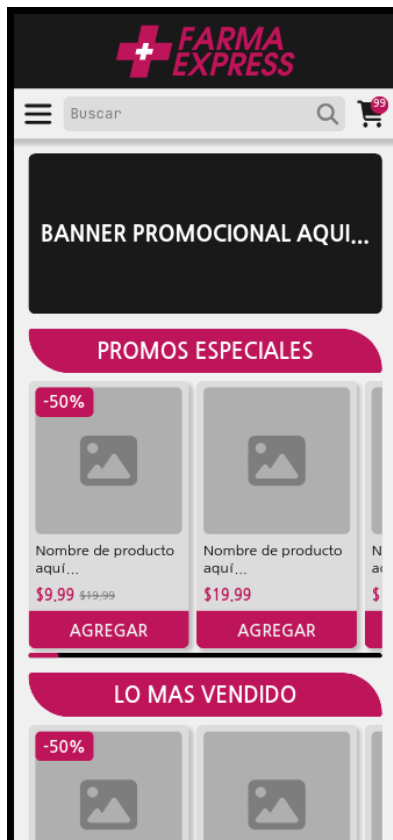 FARMA
EXPRESS
Buscar
99
BANNER PROMOCIONAL AQUI...
PROMOS ESPECIALES
-50%
Nombre de producto
aquí...
$9,99 $19,99
AGREGAR
Nombre de producto
aquí...
$19,99
AGREGAR
LO MAS VENDIDO
-50%